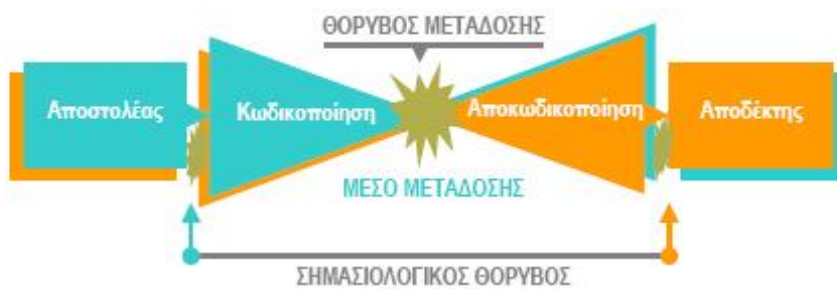 ΘΟΡΥΒΟΣ ΜΕΤΑΔΟΣΗΣ
Αποστολέας
Κωδικοποίηση
Αποκωδικοποίηση
Αποδέκτης
ΜΕΣΟ ΜΕΤΑΔΟΣΗΣ
ΣΗΜΑΣΙΟΛΟΓΙΚΟΣ ΘΟΡΥΒΟΣ